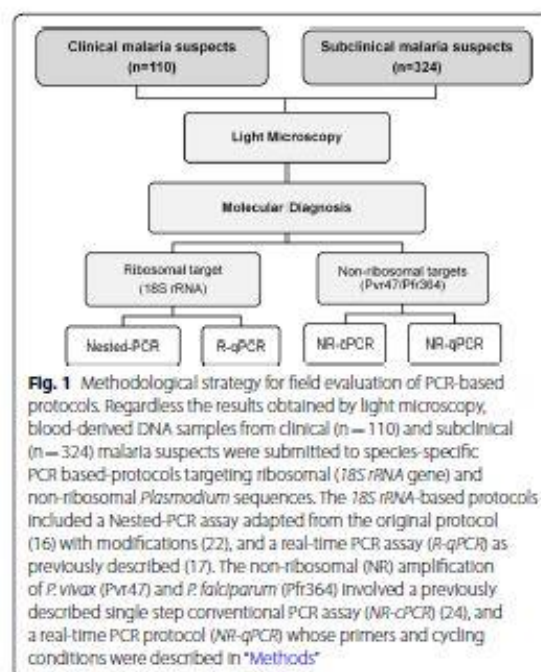 Clinical malaria suspects
(n=110)
Subclinical malaria suspects
(n=324)
Light Microscopy
Molecular Diagnosis
Ribosomal target
(18S rRNA)
Non-ribosomal targets
(Pvr47/Pfr364)
Nested-PCR
R-qPCR
NR-cPCR
NR-qPCR
Fig. 1 Methodological strategy for field evaluation of PCR-based
protocols. Regardless the results obtained by light microscopy,
blood-derived DNA samples from clinical (n=110) and subclinical
(n=324) malaria suspects were submitted to species-specific
PCR based-protocols targeting ribosomal (18S rRNA gene) and
non-ribosomal Plasmodium sequences. The 18S rRNA-based protocols
included a Nested-PCR assay adapted from the original protocol
(16) with modifications (22), and a real-time PCR assay (R-qPCR) as
previously described (17). The non-ribosomal (NR) amplification
of P. vivax (Pvr47) and P. falciparum (Pfr364) involved a previously
described single step conventional PCR assay (NR-cPCR) (24), and
a real-time PCR protocol (NR-qPCR) whose primers and cycling
conditions were described in "Methods"